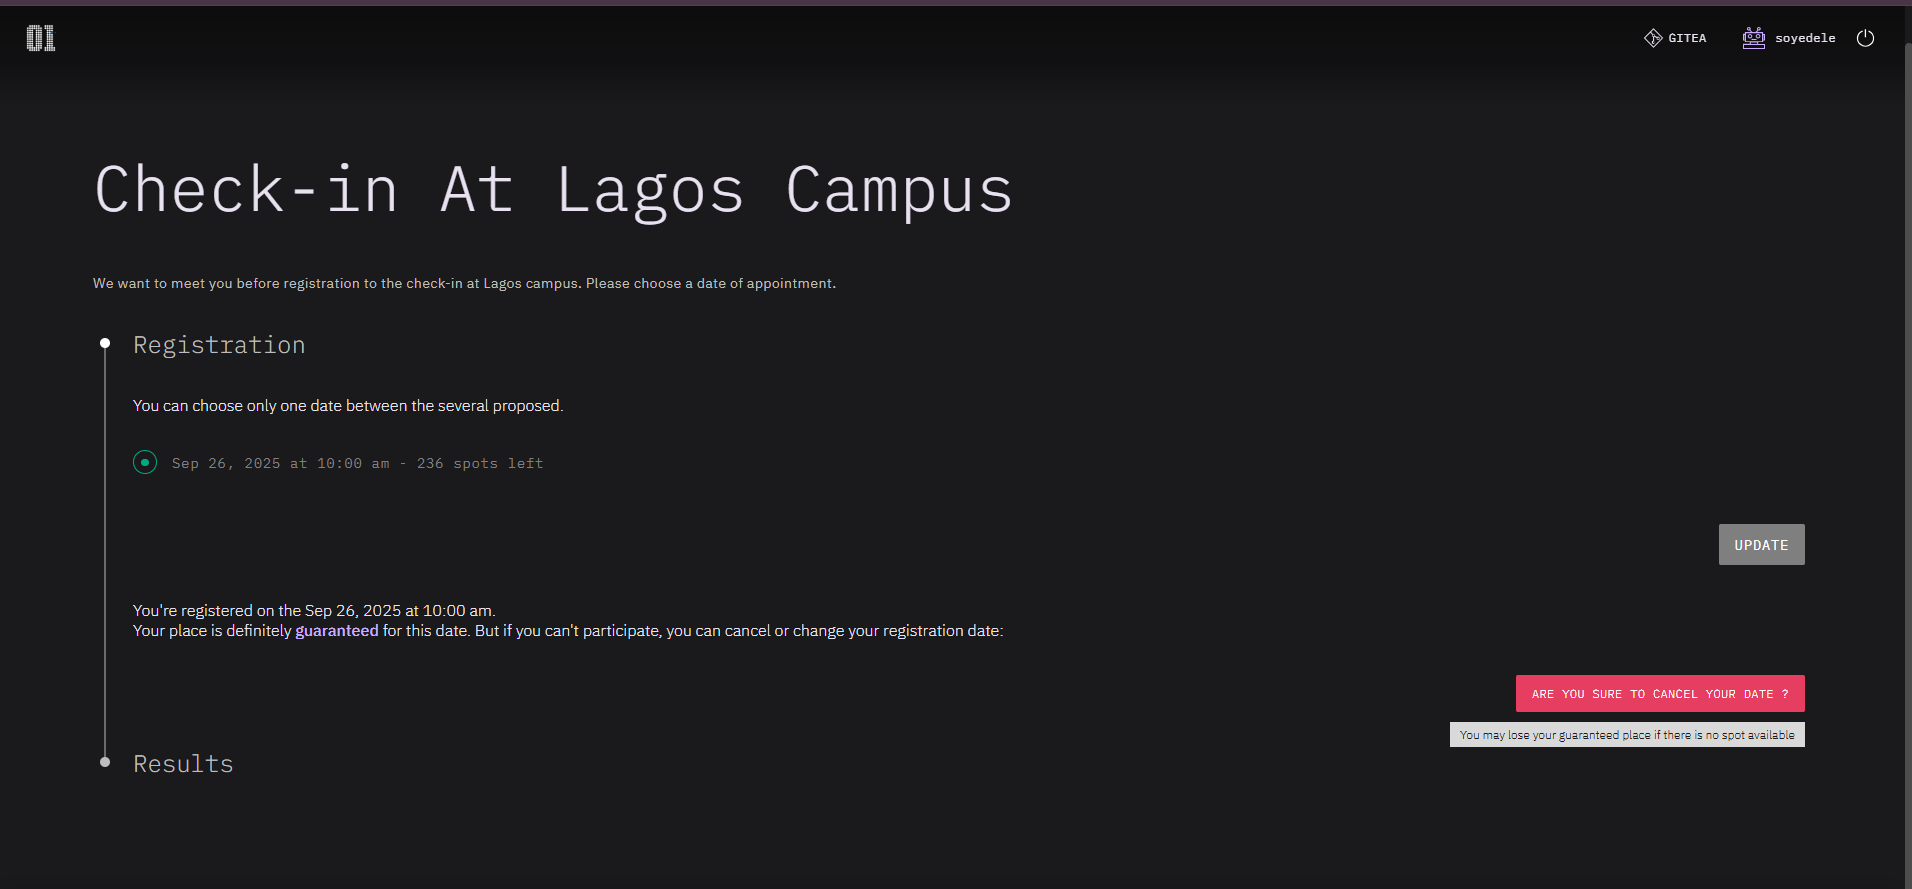 01
GITEA
soyedele
Check-in At Lagos Campus
We want to meet you before registration to the check-in at Lagos campus. Please choose a date of appointment.
Registration
You can choose only one date between the several proposed.
Sep 26, 2025 at 10:00 am - 236 spots left
UPDATE
You're registered on the Sep 26, 2025 at 10:00 am.
Your place is definitely guaranteed for this date. But if you can't participate, you can cancel or change your registration date:
ARE YOU SURE TO CANCEL YOUR DATE ?
You may lose your guaranteed place if there is no spot available
Results